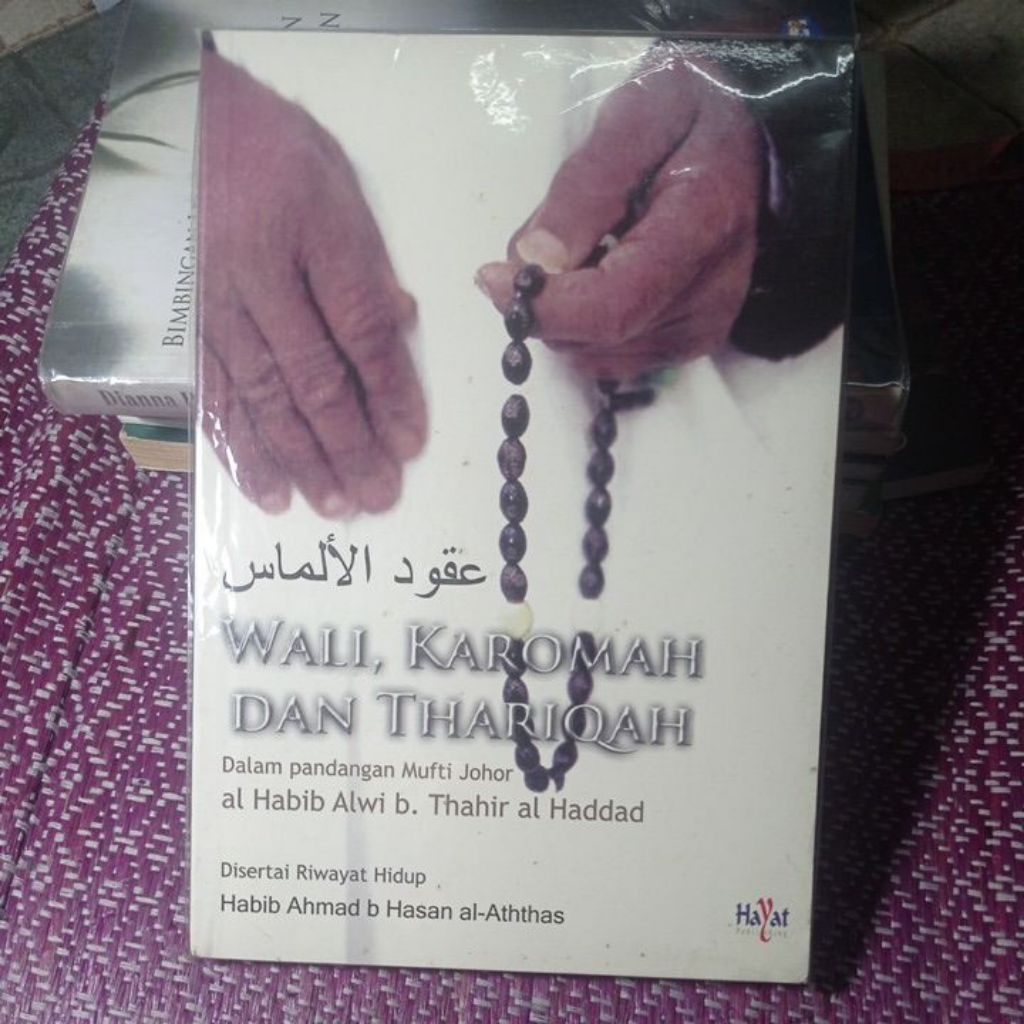 عقود الألماس
WALI, KAROMAH
DAN THARIQAH
Dalam pandangan Mufti Johor
al Habib Alwi b. Thahir al Haddad
Disertai Riwayat Hidup
Habib Ahmad b Hasan al-Aththas
Hayat
PUBLISHING
BIMBINGAN
Dianna